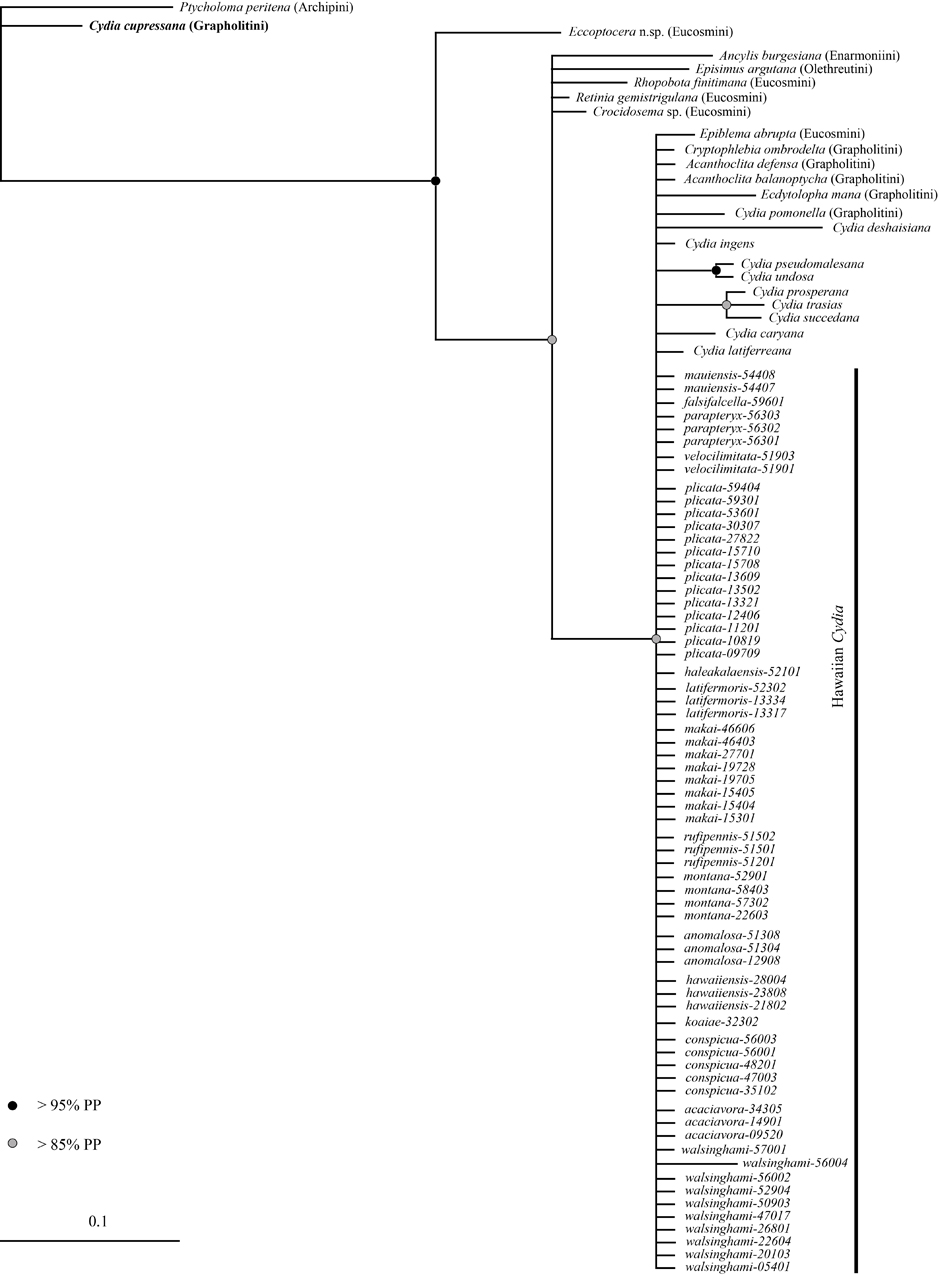 Ptycholoma peritena (Archipini)
Cydia cupressana (Grapholitini)
Eccoptocera n.sp. (Eucosmini)
Ancylis burgesiana (Enarmoniini)
Episimus argutana (Olethreutini)
Rhopobota finitimana (Eucosmini)
Retinia gemistrigulana (Eucosmini)
Crocidosema sp. (Eucosmini)
Epiblema abrupta (Eucosmini)
Cryptophlebia ombrodelta (Grapholitini)
Acanthoclita defensa (Grapholitini)
Acanthoclita balanoptycha (Grapholitini)
Ecdytolopha mana (Grapholitini)
Cydia pomonella (Grapholitini)
Cydia deshaisiana
Cydia ingens
Cydia pseudomalesana
Cydia undosa
Cydia prosperana
Cydia trasias
Cydia succedana
Cydia caryana
Cydia latiferreana
mauiensis-54408
mauiensis-54407
falsifalcella-59601
parapteryx-56303
parapteryx-56302
parapteryx-56301
velocilimitata-51903
velocilimitata-51901
plicata-59404
plicata-59301
plicata-53601
plicata-30307
plicata-27822
plicata-15710
plicata-15708
plicata-13609
plicata-13502
plicata-13321
plicata-12406
plicata-11201
plicata-10819
plicata-09709
haleakalaensis-52101
latifermoris-52302
latifermoris-13334
latifermoris-13317
makai-46606
makai-46403
makai-27701
makai-19728
makai-19705
makai-15405
makai-15404
makai-15301
rufipennis-51502
rufipennis-51501
rufipennis-51201
montana-52901
montana-58403
montana-57302
montana-22603
anomalosa-51308
anomalosa-51304
anomalosa-12908
hawaiiensis-28004
hawaiiensis-23808
hawaiiensis-21802
koaiae-32302
conspicua-56003
conspicua-56001
conspicua-48201
conspicua-47003
conspicua-35102
acaciavora-34305
acaciavora-14901
acaciavora-09520
walsinghami-57001
walsinghami-56004
walsinghami-56002
walsinghami-52904
walsinghami-50903
walsinghami-47017
walsinghami-26801
walsinghami-22604
walsinghami-20103
walsinghami-05401
Hawaiian Cydia
> 95% PP
> 85% PP
0.1